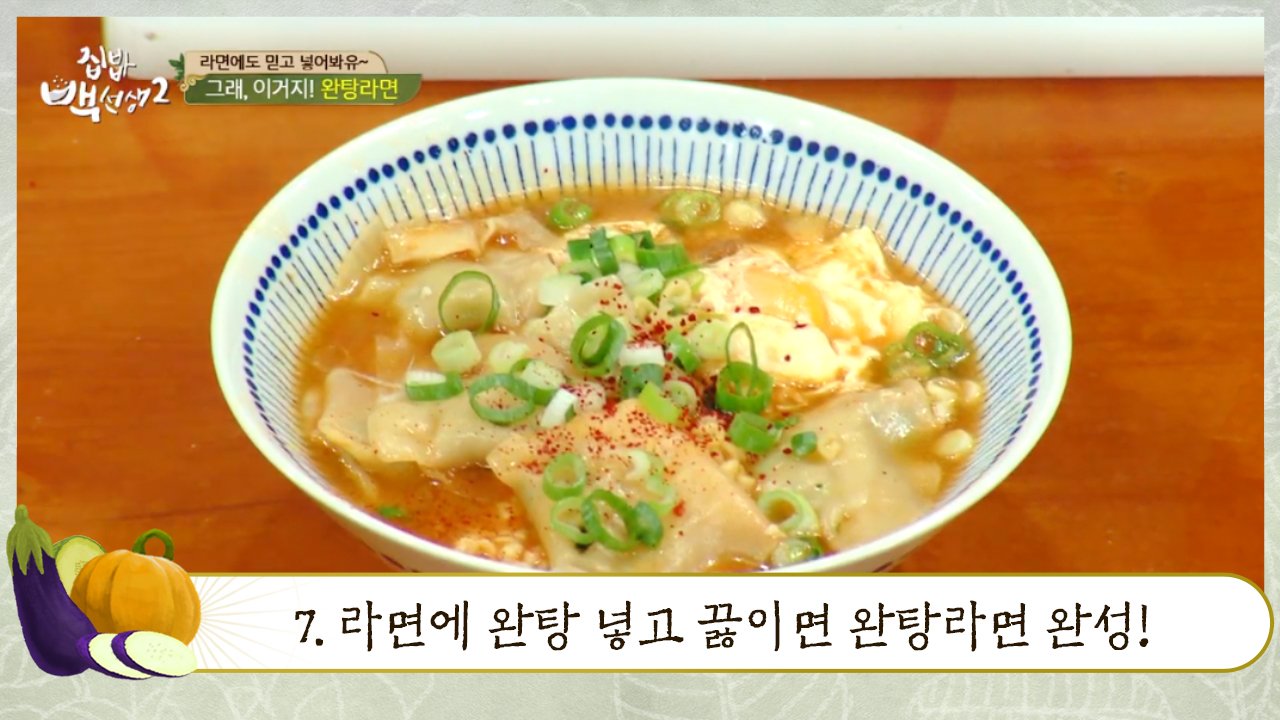 집밥
백선생2
라면에도 믿고 넣어봐유~
그래, 이거지! 완탕라면
7. 라면에 완탕 넣고 끓이면 완탕라면 완성!